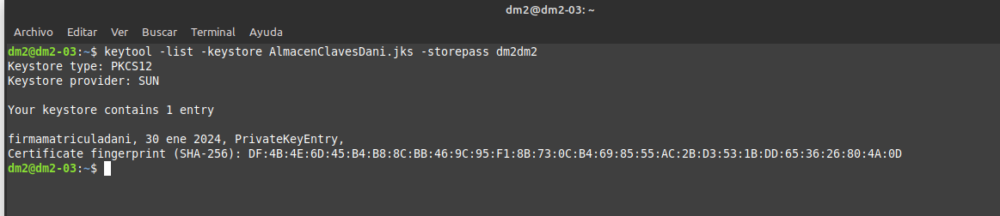 dm2@dm2-03: ~
Archivo Editar Ver Buscar Terminal Ayuda
dm2@dm2-03:~$ keytool -list -keystore AlmacenClavesDani.jks -storepass dm2dm2
Keystore type: PKCS12
Keystore provider: SUN
Your keystore contains 1 entry
firmamatriculadani, 30 ene 2024, PrivateKeyEntry,
Certificate fingerprint (SHA-256): DF:4B:4E:6D:45:B4:B8:8C:BB:46:9C:95:F1:8B:73:0C:B4:69:85:55:AC:2B:D3:53:1B:DD:65:36:26:80:4A:0D
dm2@dm2-03:~$